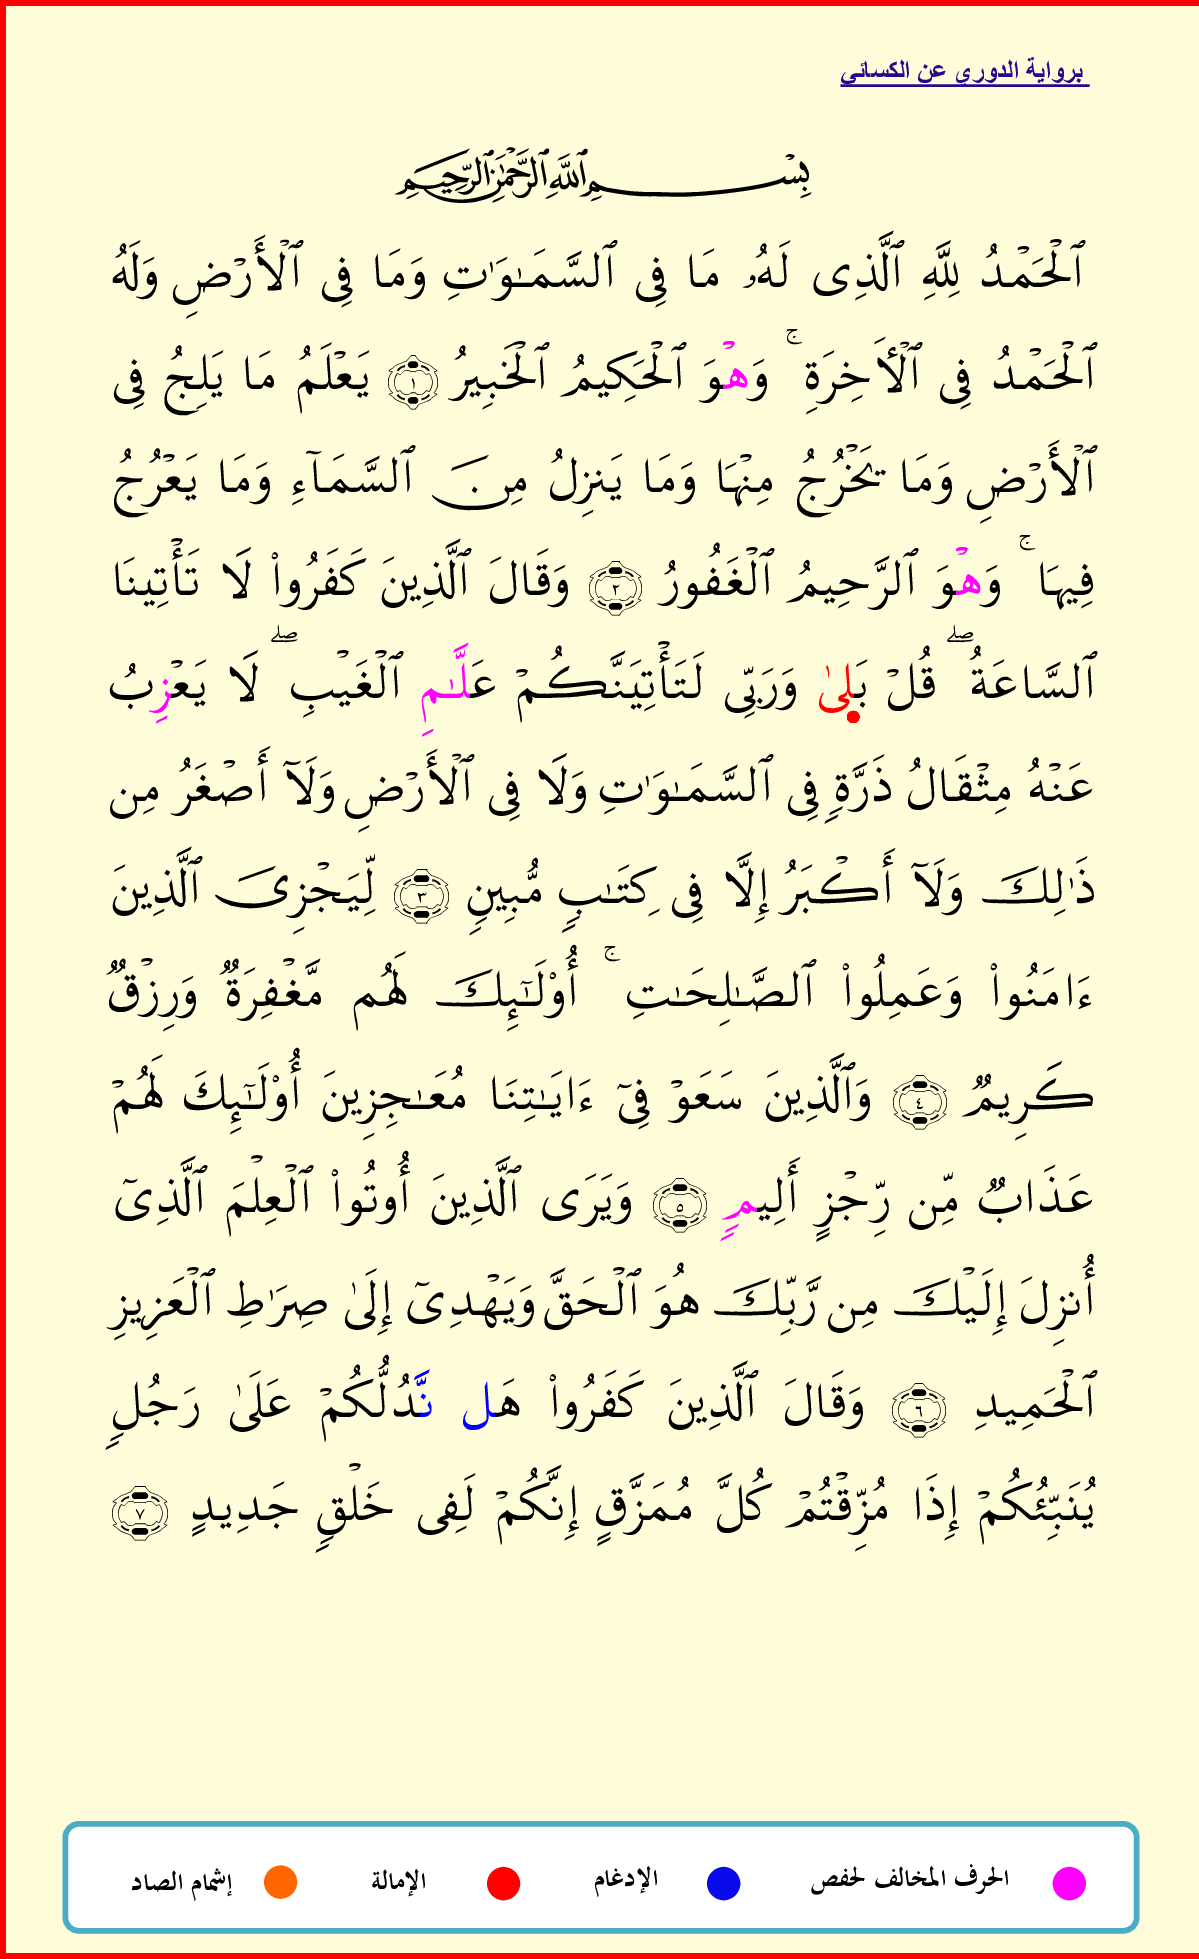 برواية الدوري عن الكسائي
بِسْمِ ٱللَّهِ ٱلرَّحْمَٰنِ ٱلرَّحِيمِ
ٱلْحَمْدُ لِلَّهِ ٱلَّذِى لَهُۥ مَا فِى ٱلسَّمَٰوَٰتِ وَمَا فِى ٱلْأَرْضِ وَلَهُ
ٱلْحَمْدُ فِى ٱلْأَخِرَةِ ۚ وَهْوَ ٱلْحَكِيمُ ٱلْخَبِيرُ ١ يَعْلَمُ مَا يَلِجُ فِى
ٱلْأَرْضِ وَمَا يَخْرُجُ مِنْهَا وَمَا يَنزِلُ مِنَ ٱلسَّمَآءِ وَمَا يَعْرُجُ
فِيهَا ۚ وَهْوَ ٱلرَّحِيمُ ٱلْغَفُورُ ٢ وَقَالَ ٱلَّذِينَ كَفَرُوا۟ لَا تَأْتِينَا
ٱلسَّاعَةُ ۖ قُلْ بَلِىٰ وَرَبِّى لَتَأْتِيَنَّكُمْ عَلَّٰمِ ٱلْغَيْبِ ۖ لَا يَعْزِبُ
عَنْهُ مِثْقَالُ ذَرَّةٍ فِى ٱلسَّمَٰوَٰتِ وَلَا فِى ٱلْأَرْضِ وَلَآ أَصْغَرُ مِن
ذَٰلِكَ وَلَآ أَكْبَرُ إِلَّا فِى كِتَٰبٍ مُّبِينٍ ٣ لِّيَجْزِىَ ٱلَّذِينَ
ءَامَنُوا۟ وَعَمِلُوا۟ ٱلصَّٰلِحَٰتِ ۚ أُو۟لَٰٓئِكَ لَهُم مَّغْفِرَةٌ وَرِزْقٌ
كَرِيمٌ ٤ وَٱلَّذِينَ سَعَوْ فِىٓ ءَايَٰتِنَا مُعَٰجِزِينَ أُو۟لَٰٓئِكَ لَهُمْ
عَذَابٌ مِّن رِّجْزٍ أَلِيمٍ ٥ وَيَرَى ٱلَّذِينَ أُوتُوا۟ ٱلْعِلْمَ ٱلَّذِىٓ
أُنزِلَ إِلَيْكَ مِن رَّبِّكَ هُوَ ٱلْحَقَّ وَيَهْدِىٓ إِلَىٰ صِرَٰطِ ٱلْعَزِيزِ
ٱلْحَمِيدِ ٦ وَقَالَ ٱلَّذِينَ كَفَرُوا۟ هَل نَّدُلُّكُمْ عَلَىٰ رَجُلٍ
يُنَبِّئُكُمْ إِذَا مُزِّقْتُمْ كُلَّ مُمَزَّقٍ إِنَّكُمْ لَفِى خَلْقٍ جَدِيدٍ ٧
الحرف المخالف لحفص الإدغام الإمالة إشمام الصاد